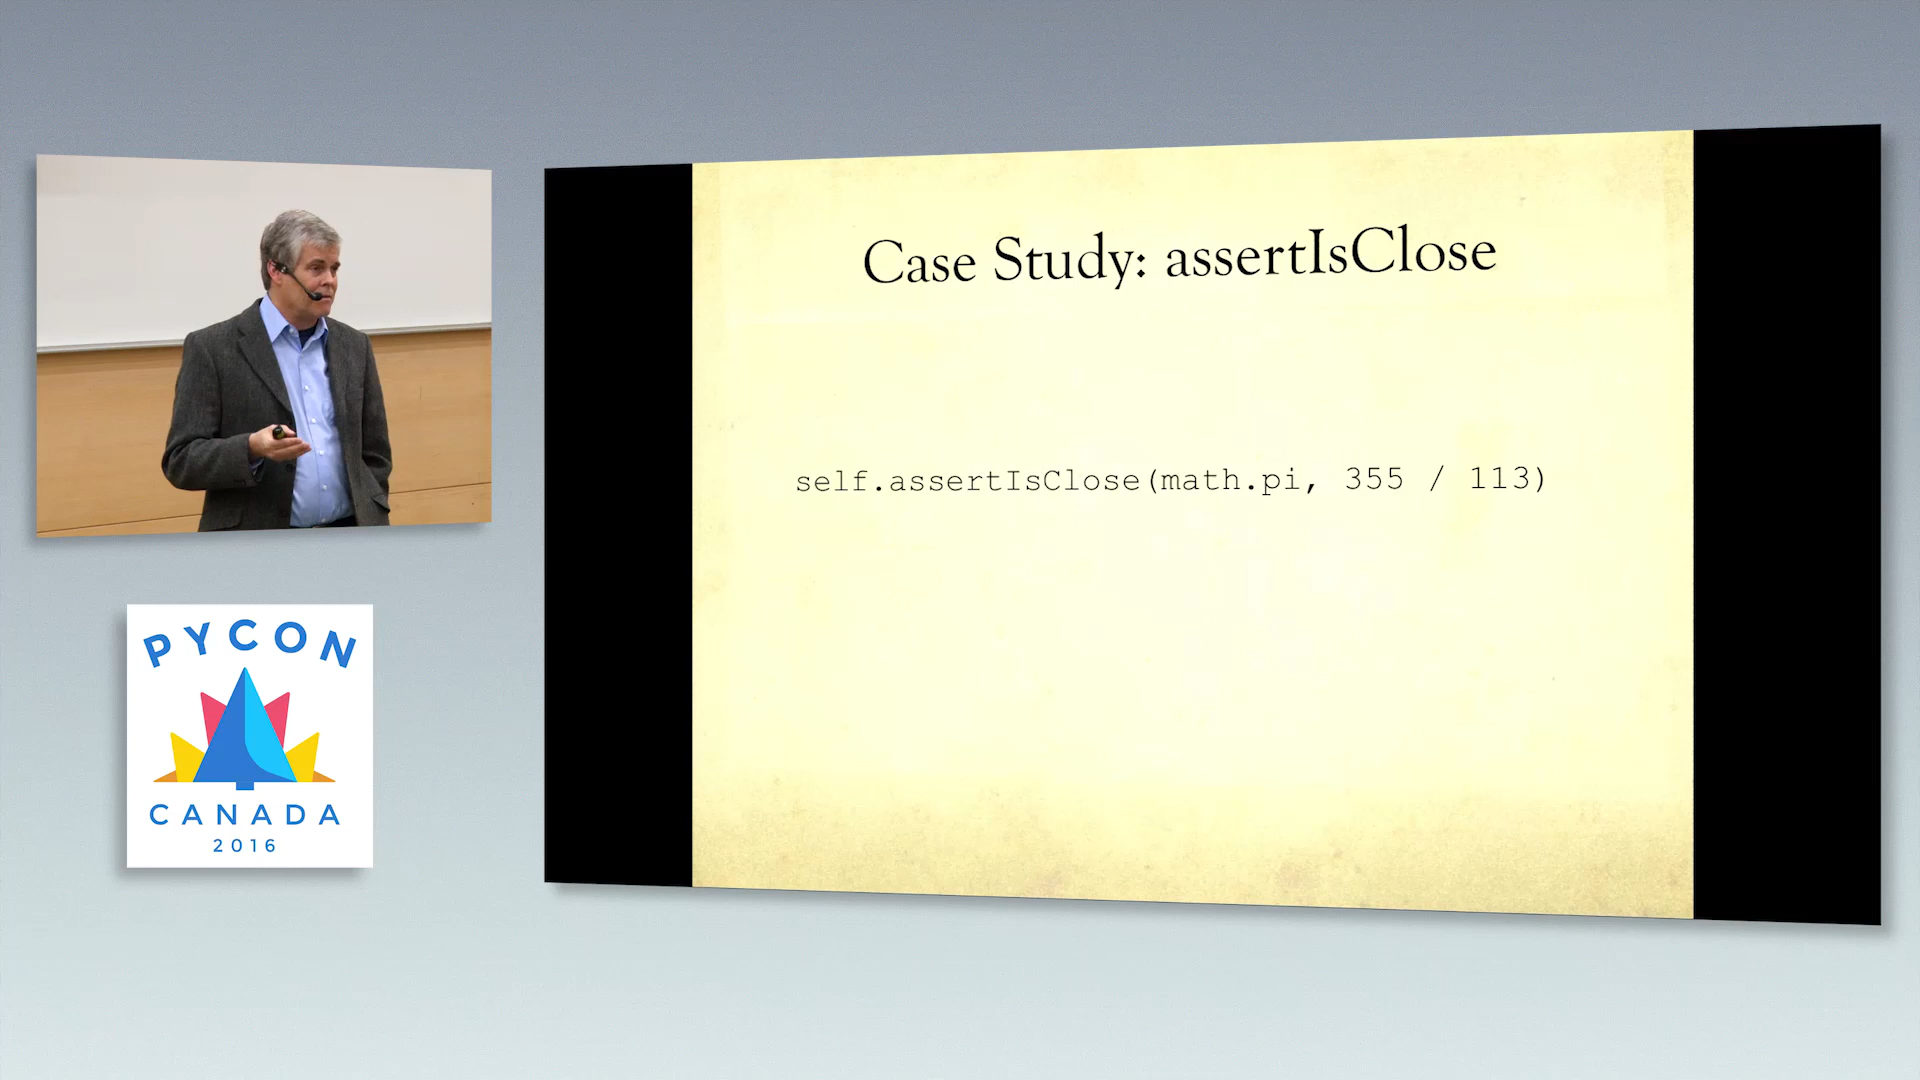 Case Study: assertIsClose
self.assertIsClose(math.pi, 355 / 113)
PYCON
CANADA
2016